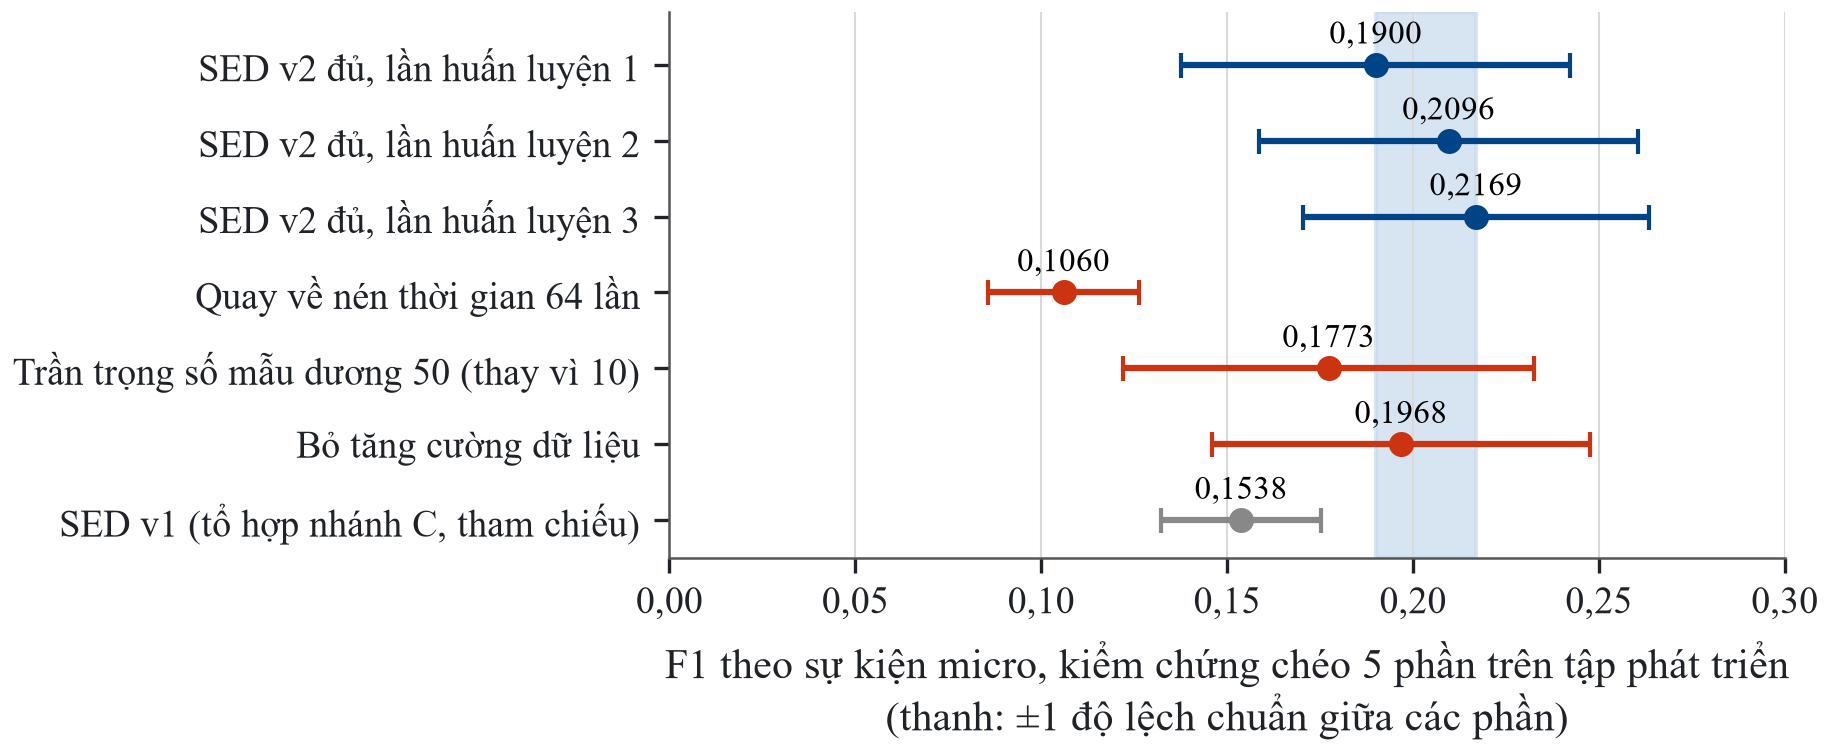 0,1900
SED v2 đủ, lần huấn luyện 1
0,2096
SED v2 đủ, lần huấn luyện 2
0,2169
SED v2 đủ, lần huấn luyện 3
0,1060
Quay về nén thời gian 64 lần
0,1773
Trần trọng số mẫu dương 50 (thay vì 10)
0,1968
Bỏ tăng cường dữ liệu
0,1538
SED v1 (tổ hợp nhánh C, tham chiếu)
0,00 0,05 0,10 0,15 0,20 0,25 0,30
F1 theo sự kiện micro, kiểm chứng chéo 5 phần trên tập phát triển
(thanh: ±1 độ lệch chuẩn giữa các phần)